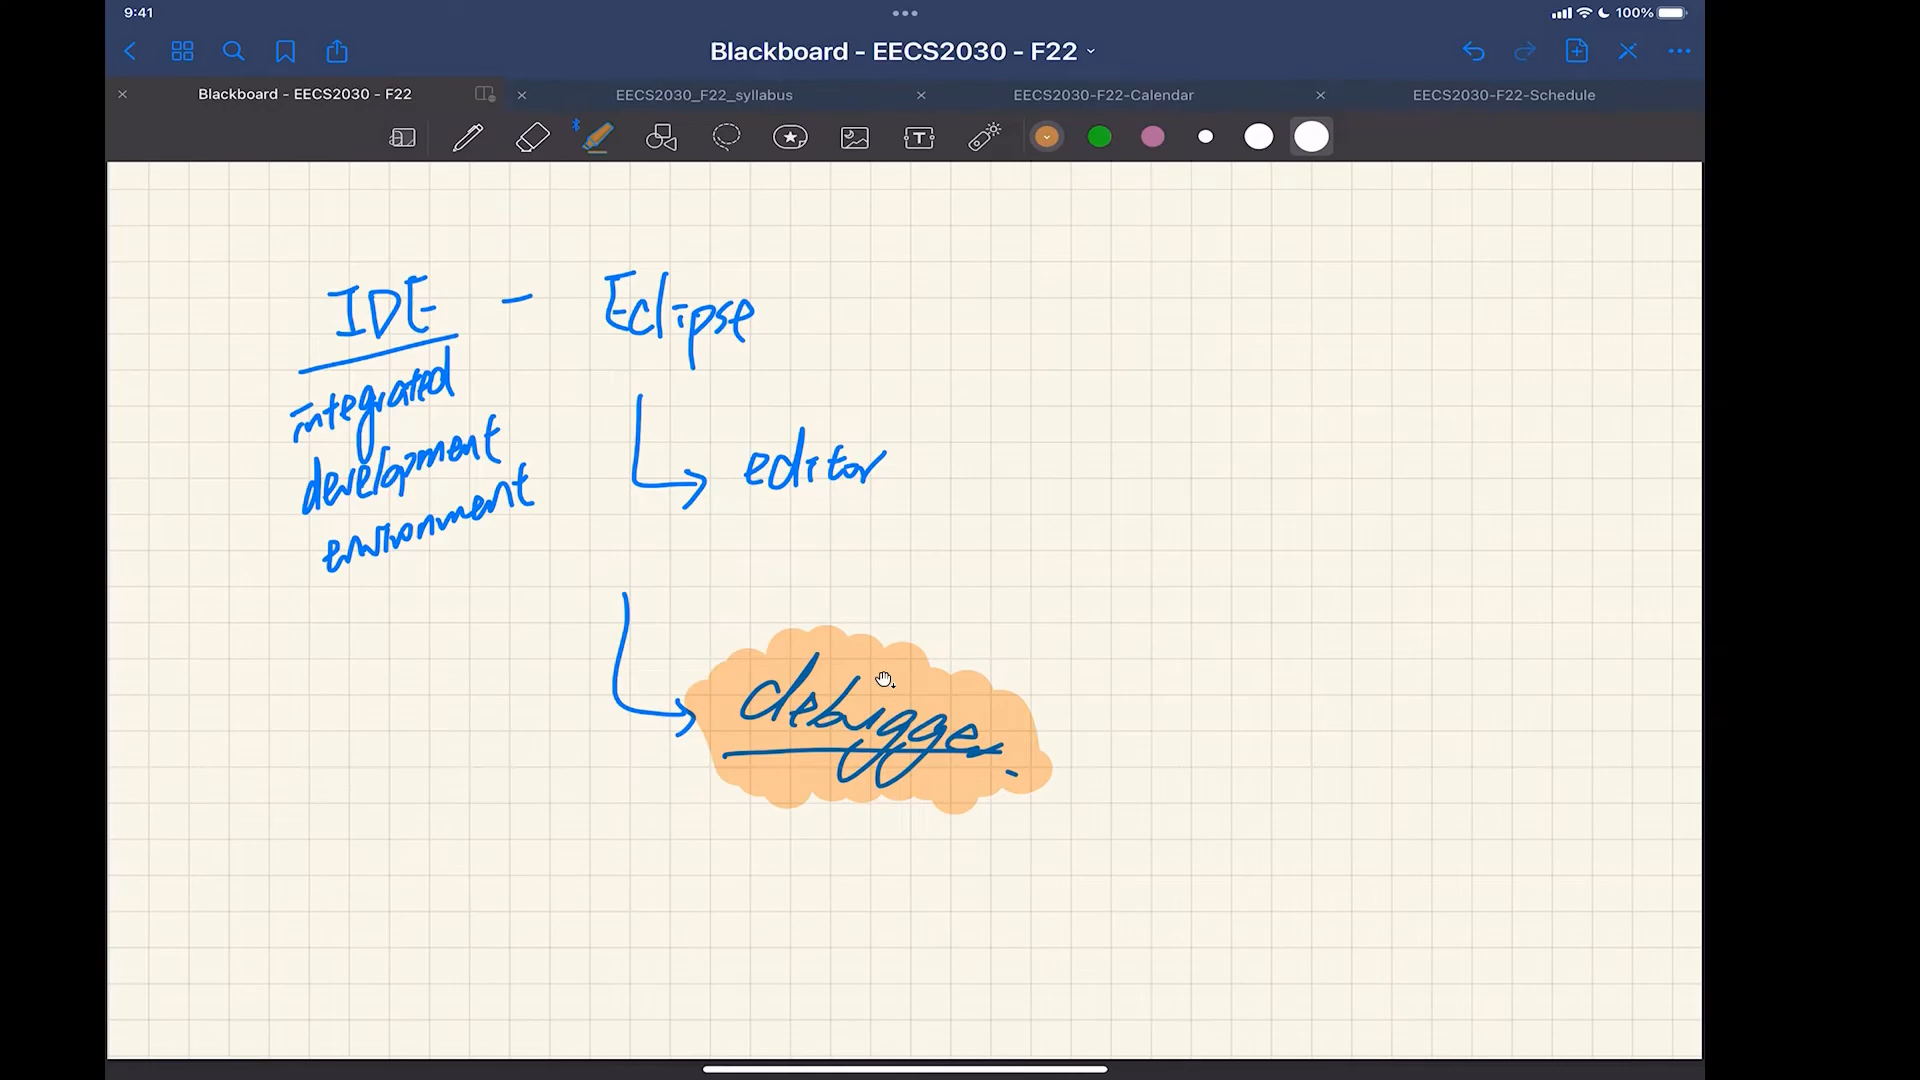 9:41
100%
Blackboard - EECS2030 - F22
Blackboard - EECS2030 - F22
EECS2030_F22_syllabus
EECS2030-F22-Calendar
EECS2030-F22-Schedule
IDE - Eclipse
integrated
development
environment
editor
debugger